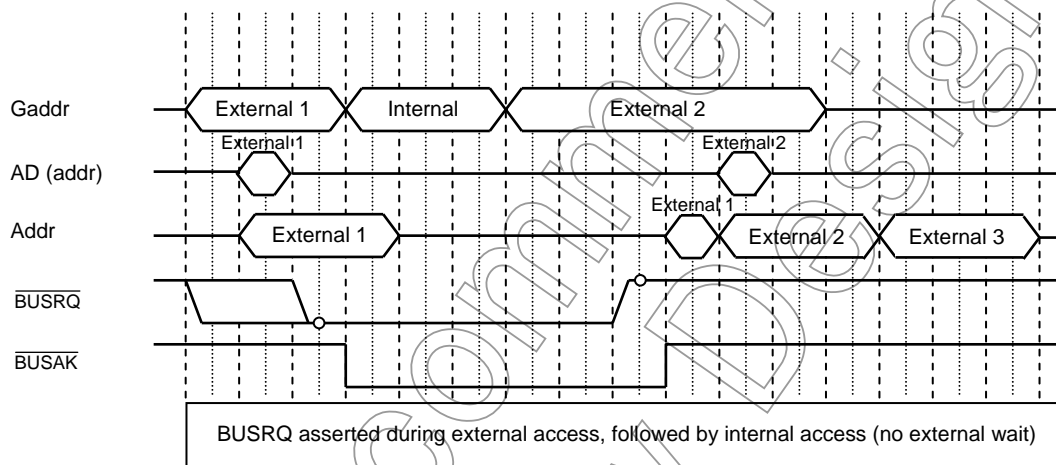 Gaddr
External 1
Internal
External 2
AD (addr)
External 1
External 2
Addr
External 1
External 1
External 2
External 3
BUSRQ
BUSAK
BUSRQ asserted during external access, followed by internal access (no external wait)